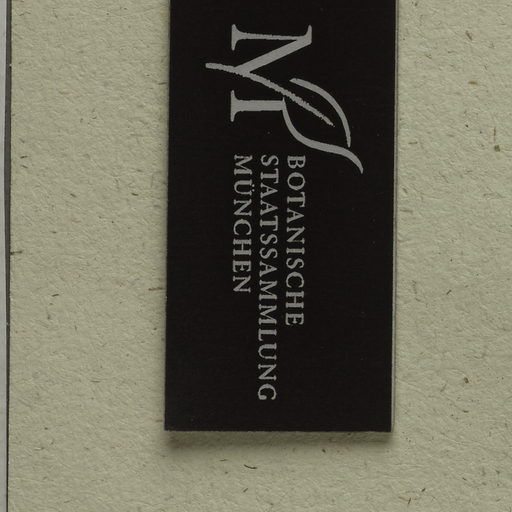 M
BOTANISCHE
STAATSSAMMLUNG
MÜNCHEN